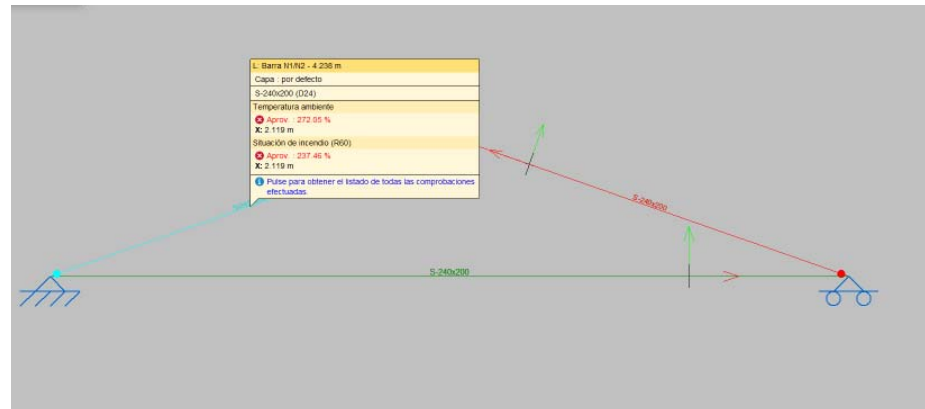 L: Barra N1/N2 - 4.238 m
Capa : por defecto
S-240x200 (D24)
Temperatura ambiente
Aprov. : 272.05 %
X: 2.119 m
Situación de incendio (R60)
Aprov. : 237.46 %
X: 2.119 m
Pulse para obtener el listado de todas las comprobaciones
efectuadas
S-240x200
S-240x200